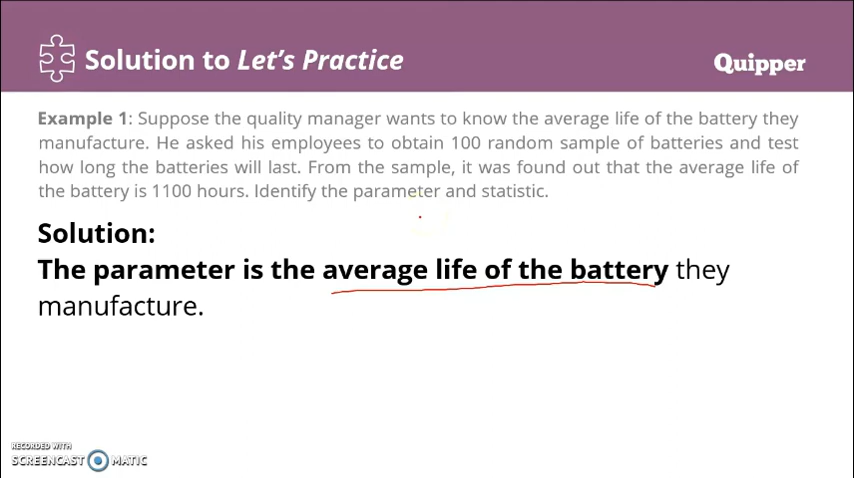 Solution to Let's Practice
Quipper
Example 1: Suppose the quality manager wants to know the average life of the battery they
manufacture. He asked his employees to obtain 100 random sample of batteries and test
how long the batteries will last. From the sample, it was found out that the average life of
the battery is 1100 hours. Identify the parameter and statistic.
Solution:
The parameter is the average life of the battery they
manufacture.
RECORDED WITH
SCREENCAST MATIC